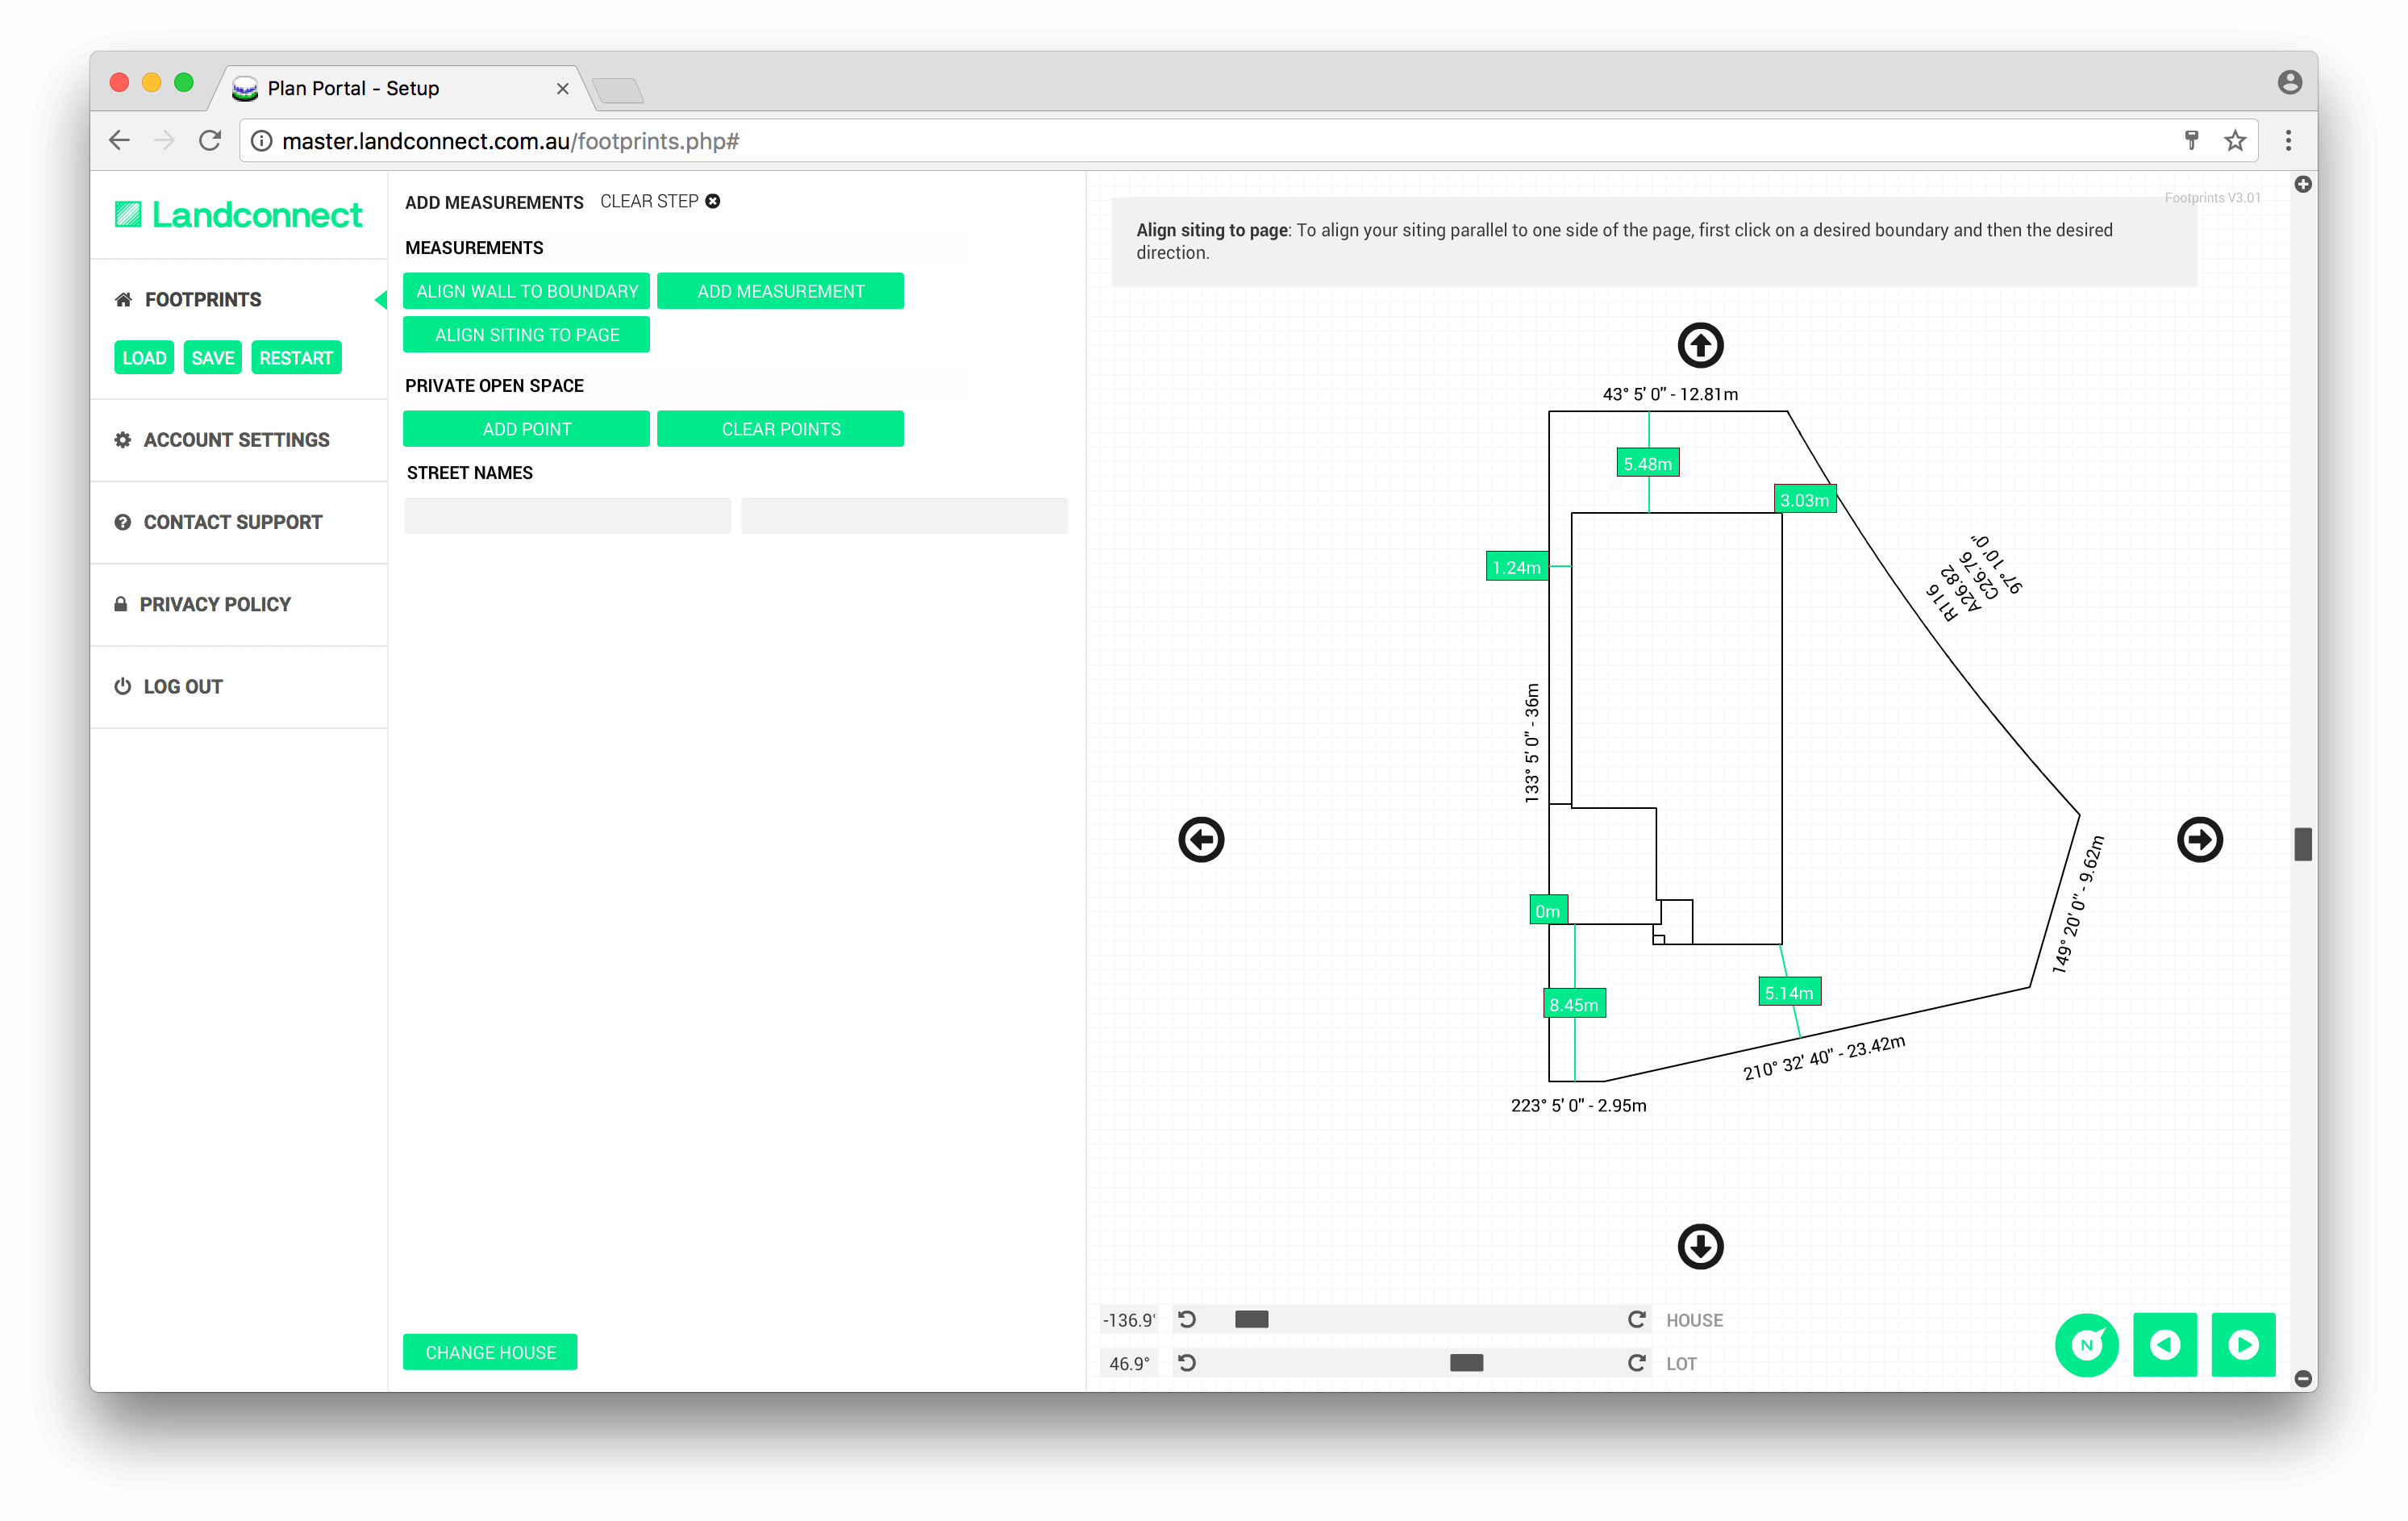 Plan Portal - Setup
master.landconnect.com.au/footprints.php#
Landconnect
FOOTPRINTS
LOAD SAVE RESTART
ACCOUNT SETTINGS
CONTACT SUPPORT
PRIVACY POLICY
LOG OUT
ADD MEASUREMENTS CLEAR STEP
MEASUREMENTS
ALIGN WALL TO BOUNDARY ADD MEASUREMENT
ALIGN SITING TO PAGE
PRIVATE OPEN SPACE
ADD POINT CLEAR POINTS
STREET NAMES
CHANGE HOUSE
Footprints V3.01
Align siting to page: To align your siting parallel to one side of the page, first click on a desired boundary and then the desired
direction.
43° 5' 0" - 12.81m
5.48m
3.03m
1.24m
97° 10' 0"
C26.76
A26.82
R116
133° 5' 0" - 36m
149° 20' 0" - 9.62m
0m
5.14m
8.45m
210° 32' 40" - 23.42m
223° 5' 0" - 2.95m
-136.9° HOUSE
46.9° LOT
N